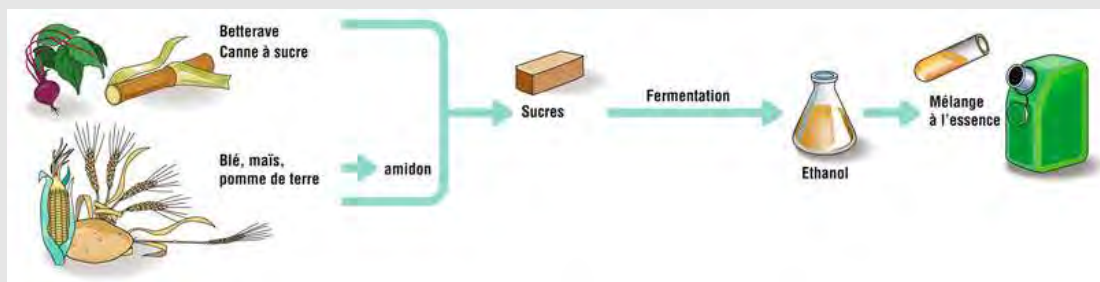 Betterave
Canne à sucre
Blé, maïs,
pomme de terre
amidon
Sucres
Fermentation
Ethanol
Mélange
à l'essence